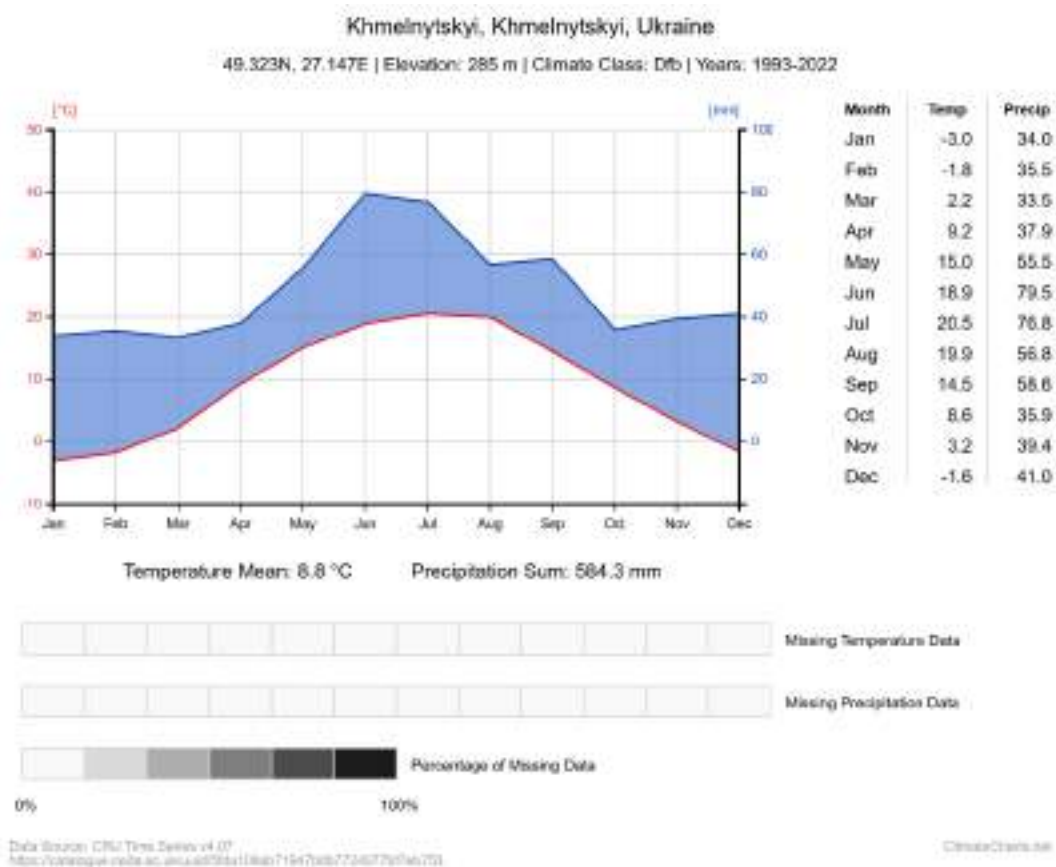 Khmelnytskyi, Khmelnytskyi, Ukraine
49.323N, 27.147E | Elevation: 285 m | Climate Class: Dfb | Years: 1993-2022
[°C]
[mm]
50
40
30
20
10
0
-10
100
80
60
40
20
0
Jan Feb Mar Apr May Jun Jul Aug Sep Oct Nov Dec
Month Temp Precip
Jan -3.0 34.0
Feb -1.8 35.5
Mar 2.2 33.5
Apr 9.2 37.9
May 15.0 55.5
Jun 18.9 79.5
Jul 20.5 76.8
Aug 19.9 56.8
Sep 14.5 58.6
Oct 8.6 35.9
Nov 3.2 39.4
Dec -1.6 41.0
Temperature Mean: 8.8 °C Precipitation Sum: 584.3 mm
Missing Temperature Data
Missing Precipitation Data
Percentage of Missing Data
0% 100%
Data Source: CRU Time Series v4.07
ClimateCharts.net